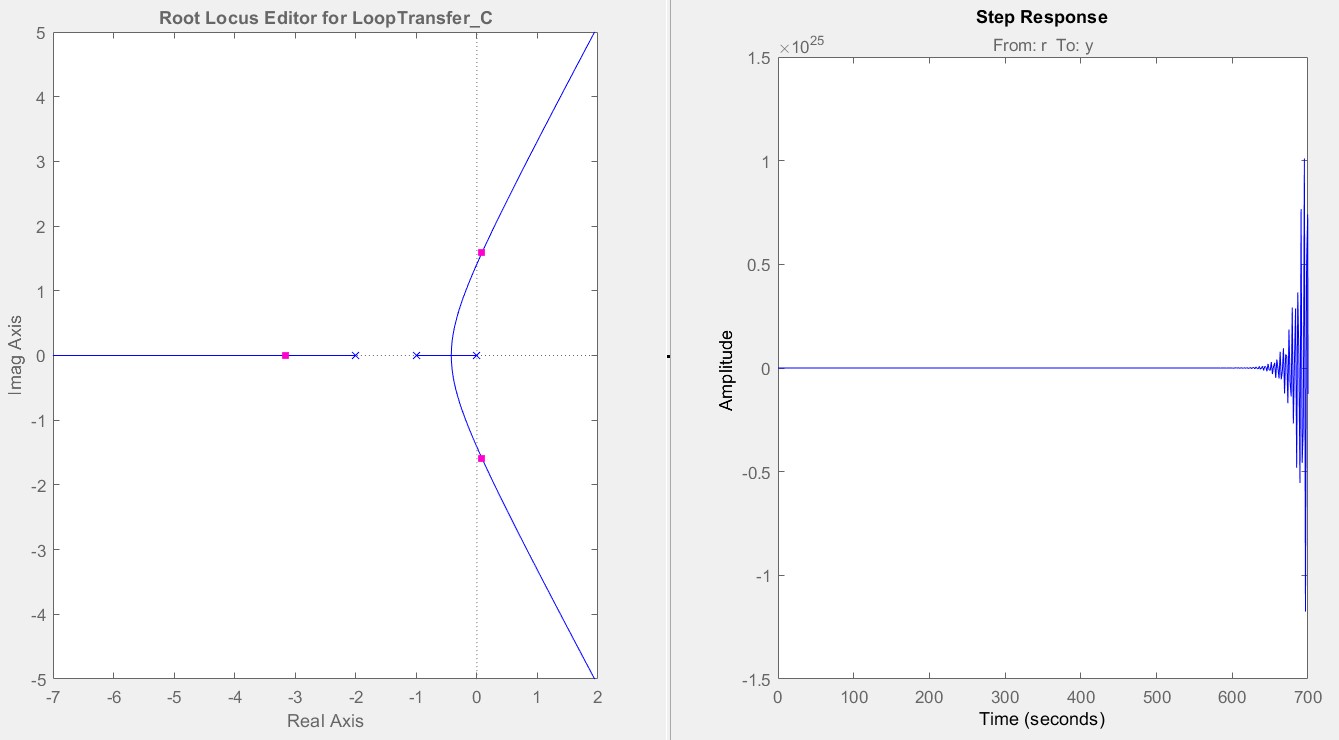 Root Locus Editor for LoopTransfer_C
5
4
3
2
1
0
-1
-2
-3
-4
-5
Imag Axis
-7 -6 -5 -4 -3 -2 -1 0 1 2
Real Axis
Step Response
From: r To: y
×10^25
1.5
1
0.5
0
-0.5
-1
-1.5
Amplitude
0 100 200 300 400 500 600 700
Time (seconds)